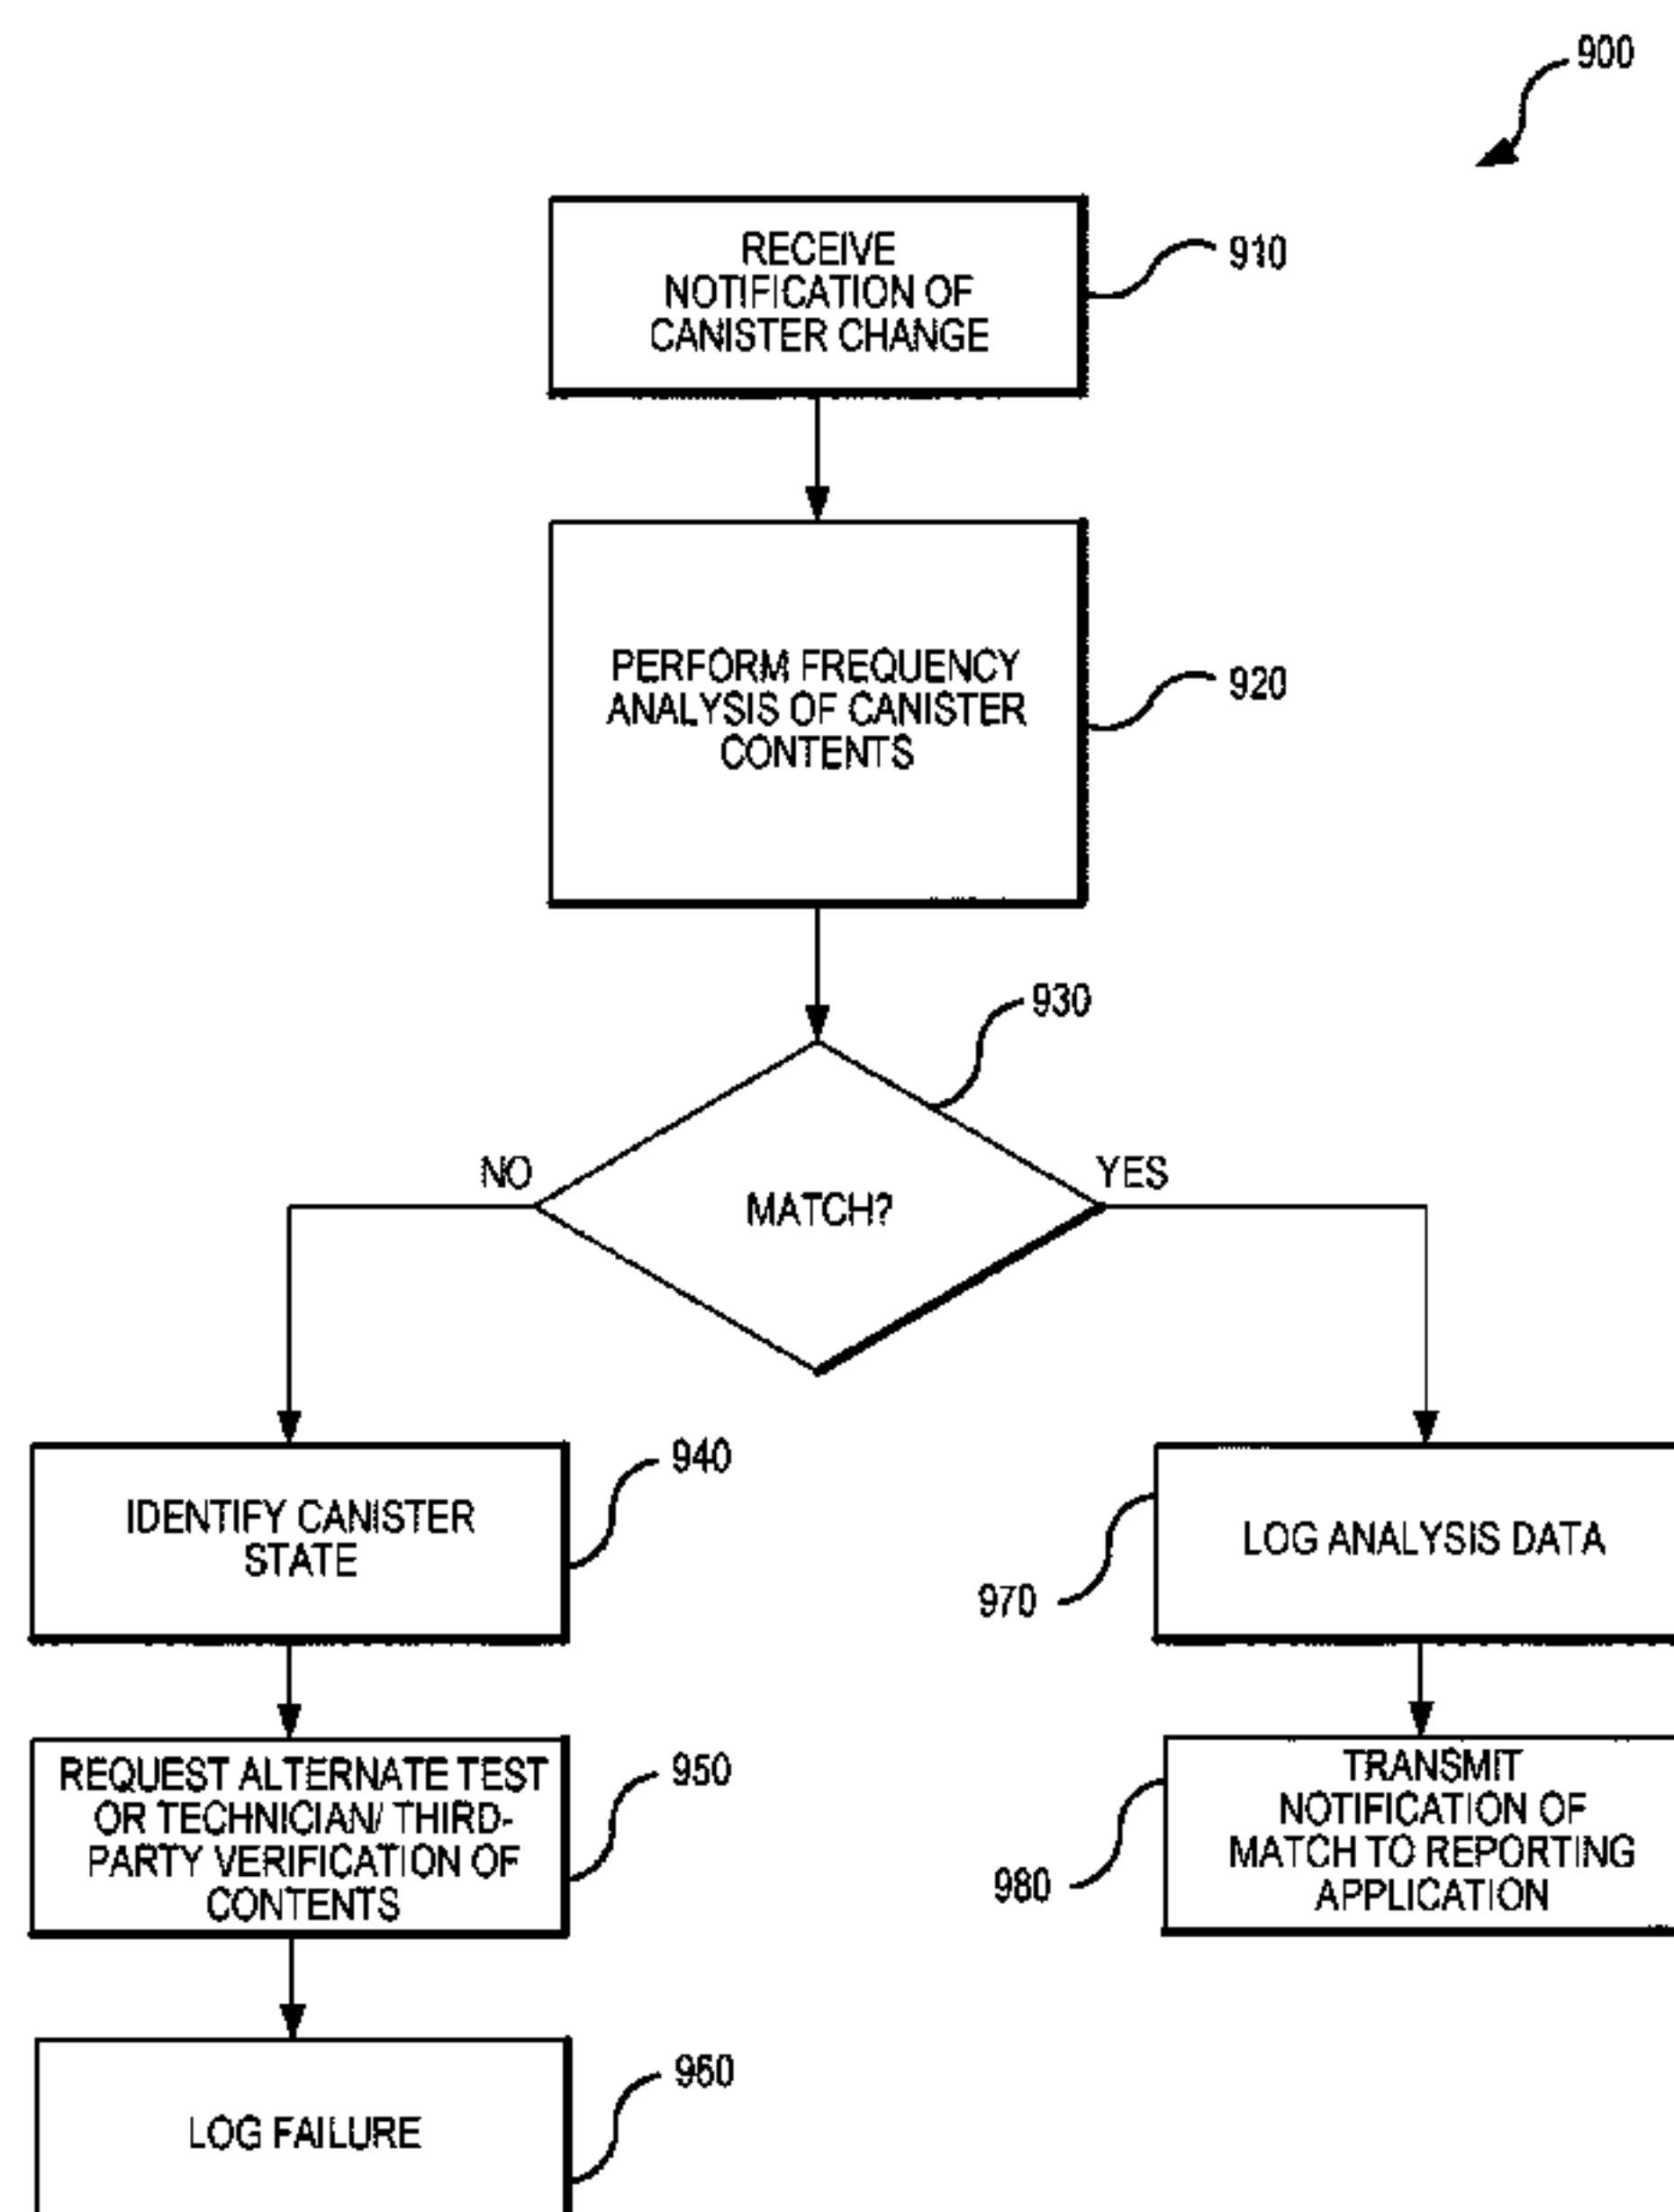 900
RECEIVE
NOTIFICATION OF
CANISTER CHANGE
910
PERFORM FREQUENCY
ANALYSIS OF CANISTER
CONTENTS
920
930
NO
YES
MATCH?
940
IDENTIFY CANISTER
STATE
LOG ANALYSIS DATA
970
REQUEST ALTERNATE TEST
OR TECHNICIAN/ THIRD-
PARTY VERIFICATION OF
CONTENTS
950
TRANSMIT
NOTIFICATION OF
MATCH TO REPORTING
APPLICATION
980
960
LOG FAILURE